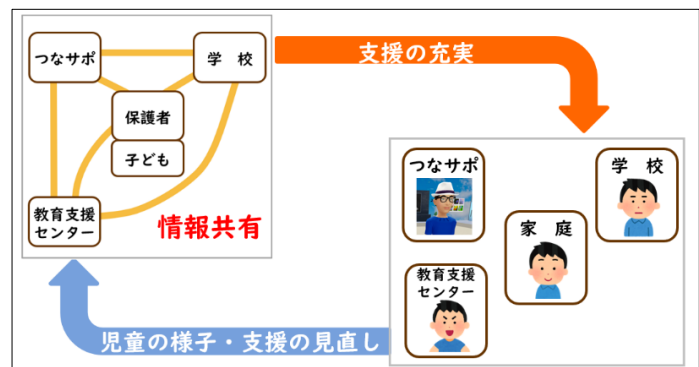 つなサポ
学　校
保護者
子ども
教育支援
センター
情報共有
支援の充実
つなサポ
学　校
家　庭
教育支援
センター
児童の様子・支援の見直し